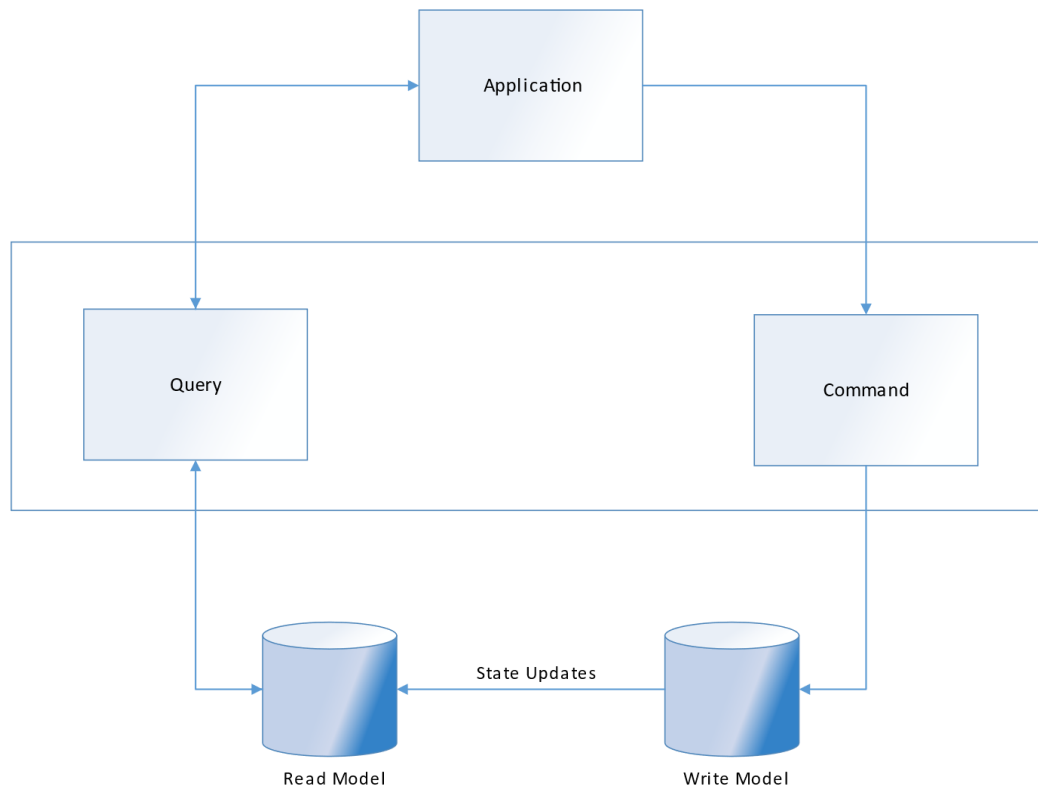 Application
Query
Command
State Updates
Read Model
Write Model